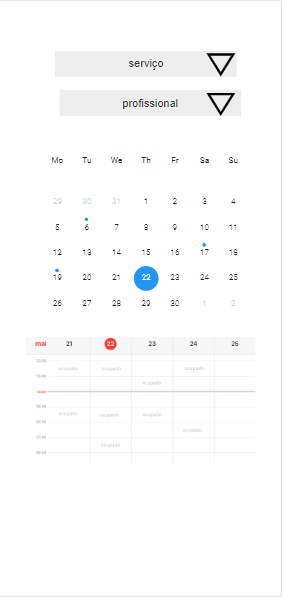 serviço
profissional
Mo Tu We Th Fr Sa Su
29 30 31 1 2 3 4
5 6 7 8 9 10 11
12 13 14 15 16 17 18
19 20 21 22 23 24 25
26 27 28 29 30 1 2
mai 21 22 23 24 26
ocupado ocupado ocupado
ocupado
ocupado ocupado ocupado
ocupado
ocupado